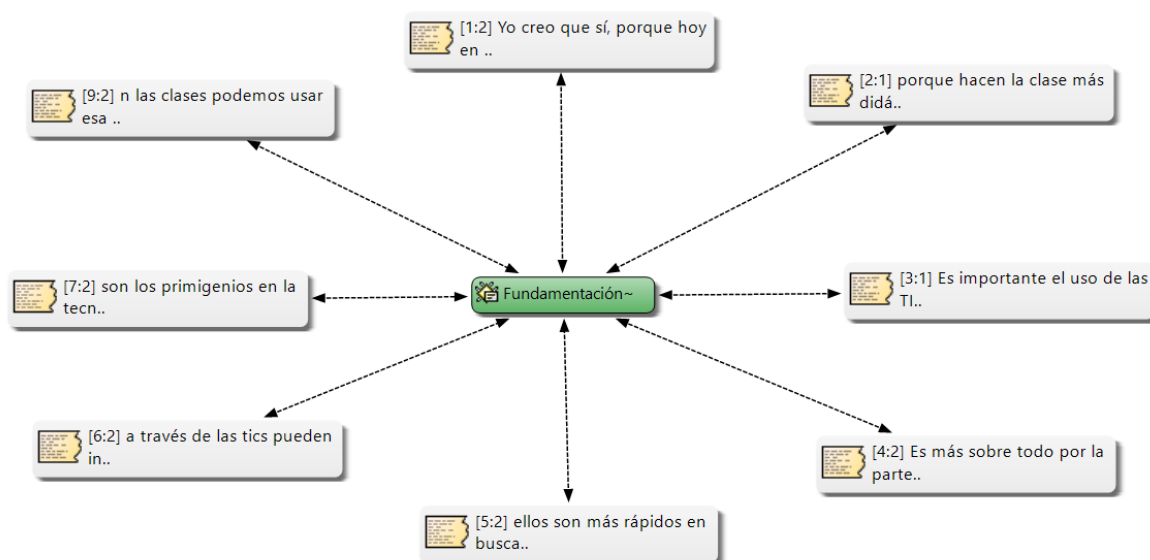 [1:2] Yo creo que sí, porque hoy
en ..
[9:2] n las clases podemos usar
esa ..
[2:1] porque hacen la clase más
didá..
[7:2] son los primigenios en la
tecn..
Fundamentación~
[3:1] Es importante el uso de las
TI..
[6:2] a través de las tics pueden
in..
[4:2] Es más sobre todo por la
parte..
[5:2] ellos son más rápidos en
busca..